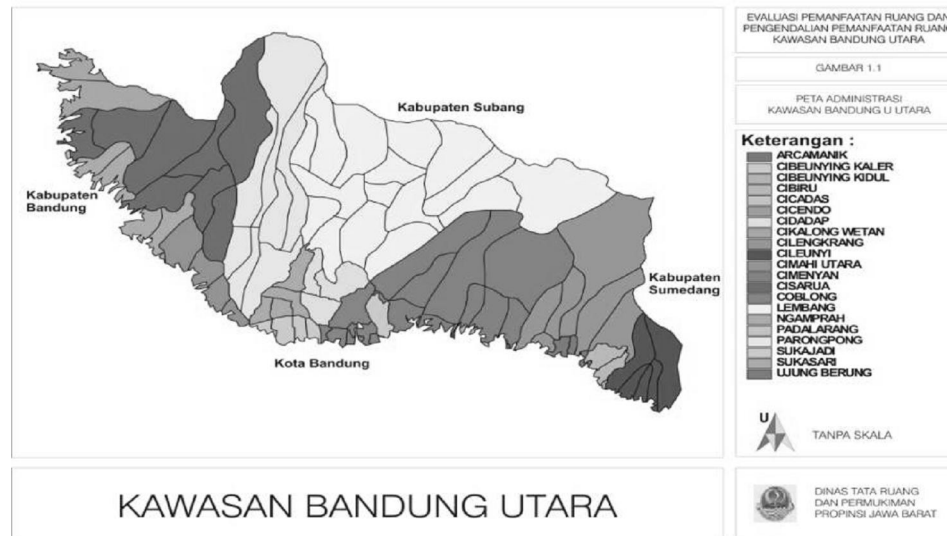 EVALUASI PEMANFAATAN RUANG DAN
PENGENDALIAN PEMANFAATAN RUANG
KAWASAN BANDUNG UTARA
GAMBAR 1.1
PETA ADMINISTRASI
KAWASAN BANDUNG U UTARA
Kabupaten Subang
Kabupaten
Bandung
Kabupaten
Sumedang
Kota Bandung
Keterangan :
ARCAMANIK
CIBEUNYING KALER
CIBEUNYING KIDUL
CIBIRU
CICADAS
CICENDO
CIDADAP
CIKALONG WETAN
CILENGKRANG
CILEUNYI
CIMAHI UTARA
CIMENYAN
CISARUA
COBLONG
LEMBANG
NGAMPRAH
PADALARANG
PARONGPONG
SUKAJADI
SUKASARI
UJUNG BERUNG
U
TANPA SKALA
KAWASAN BANDUNG UTARA
DINAS TATA RUANG
DAN PERMUKIMAN
PROPINSI JAWA BARAT